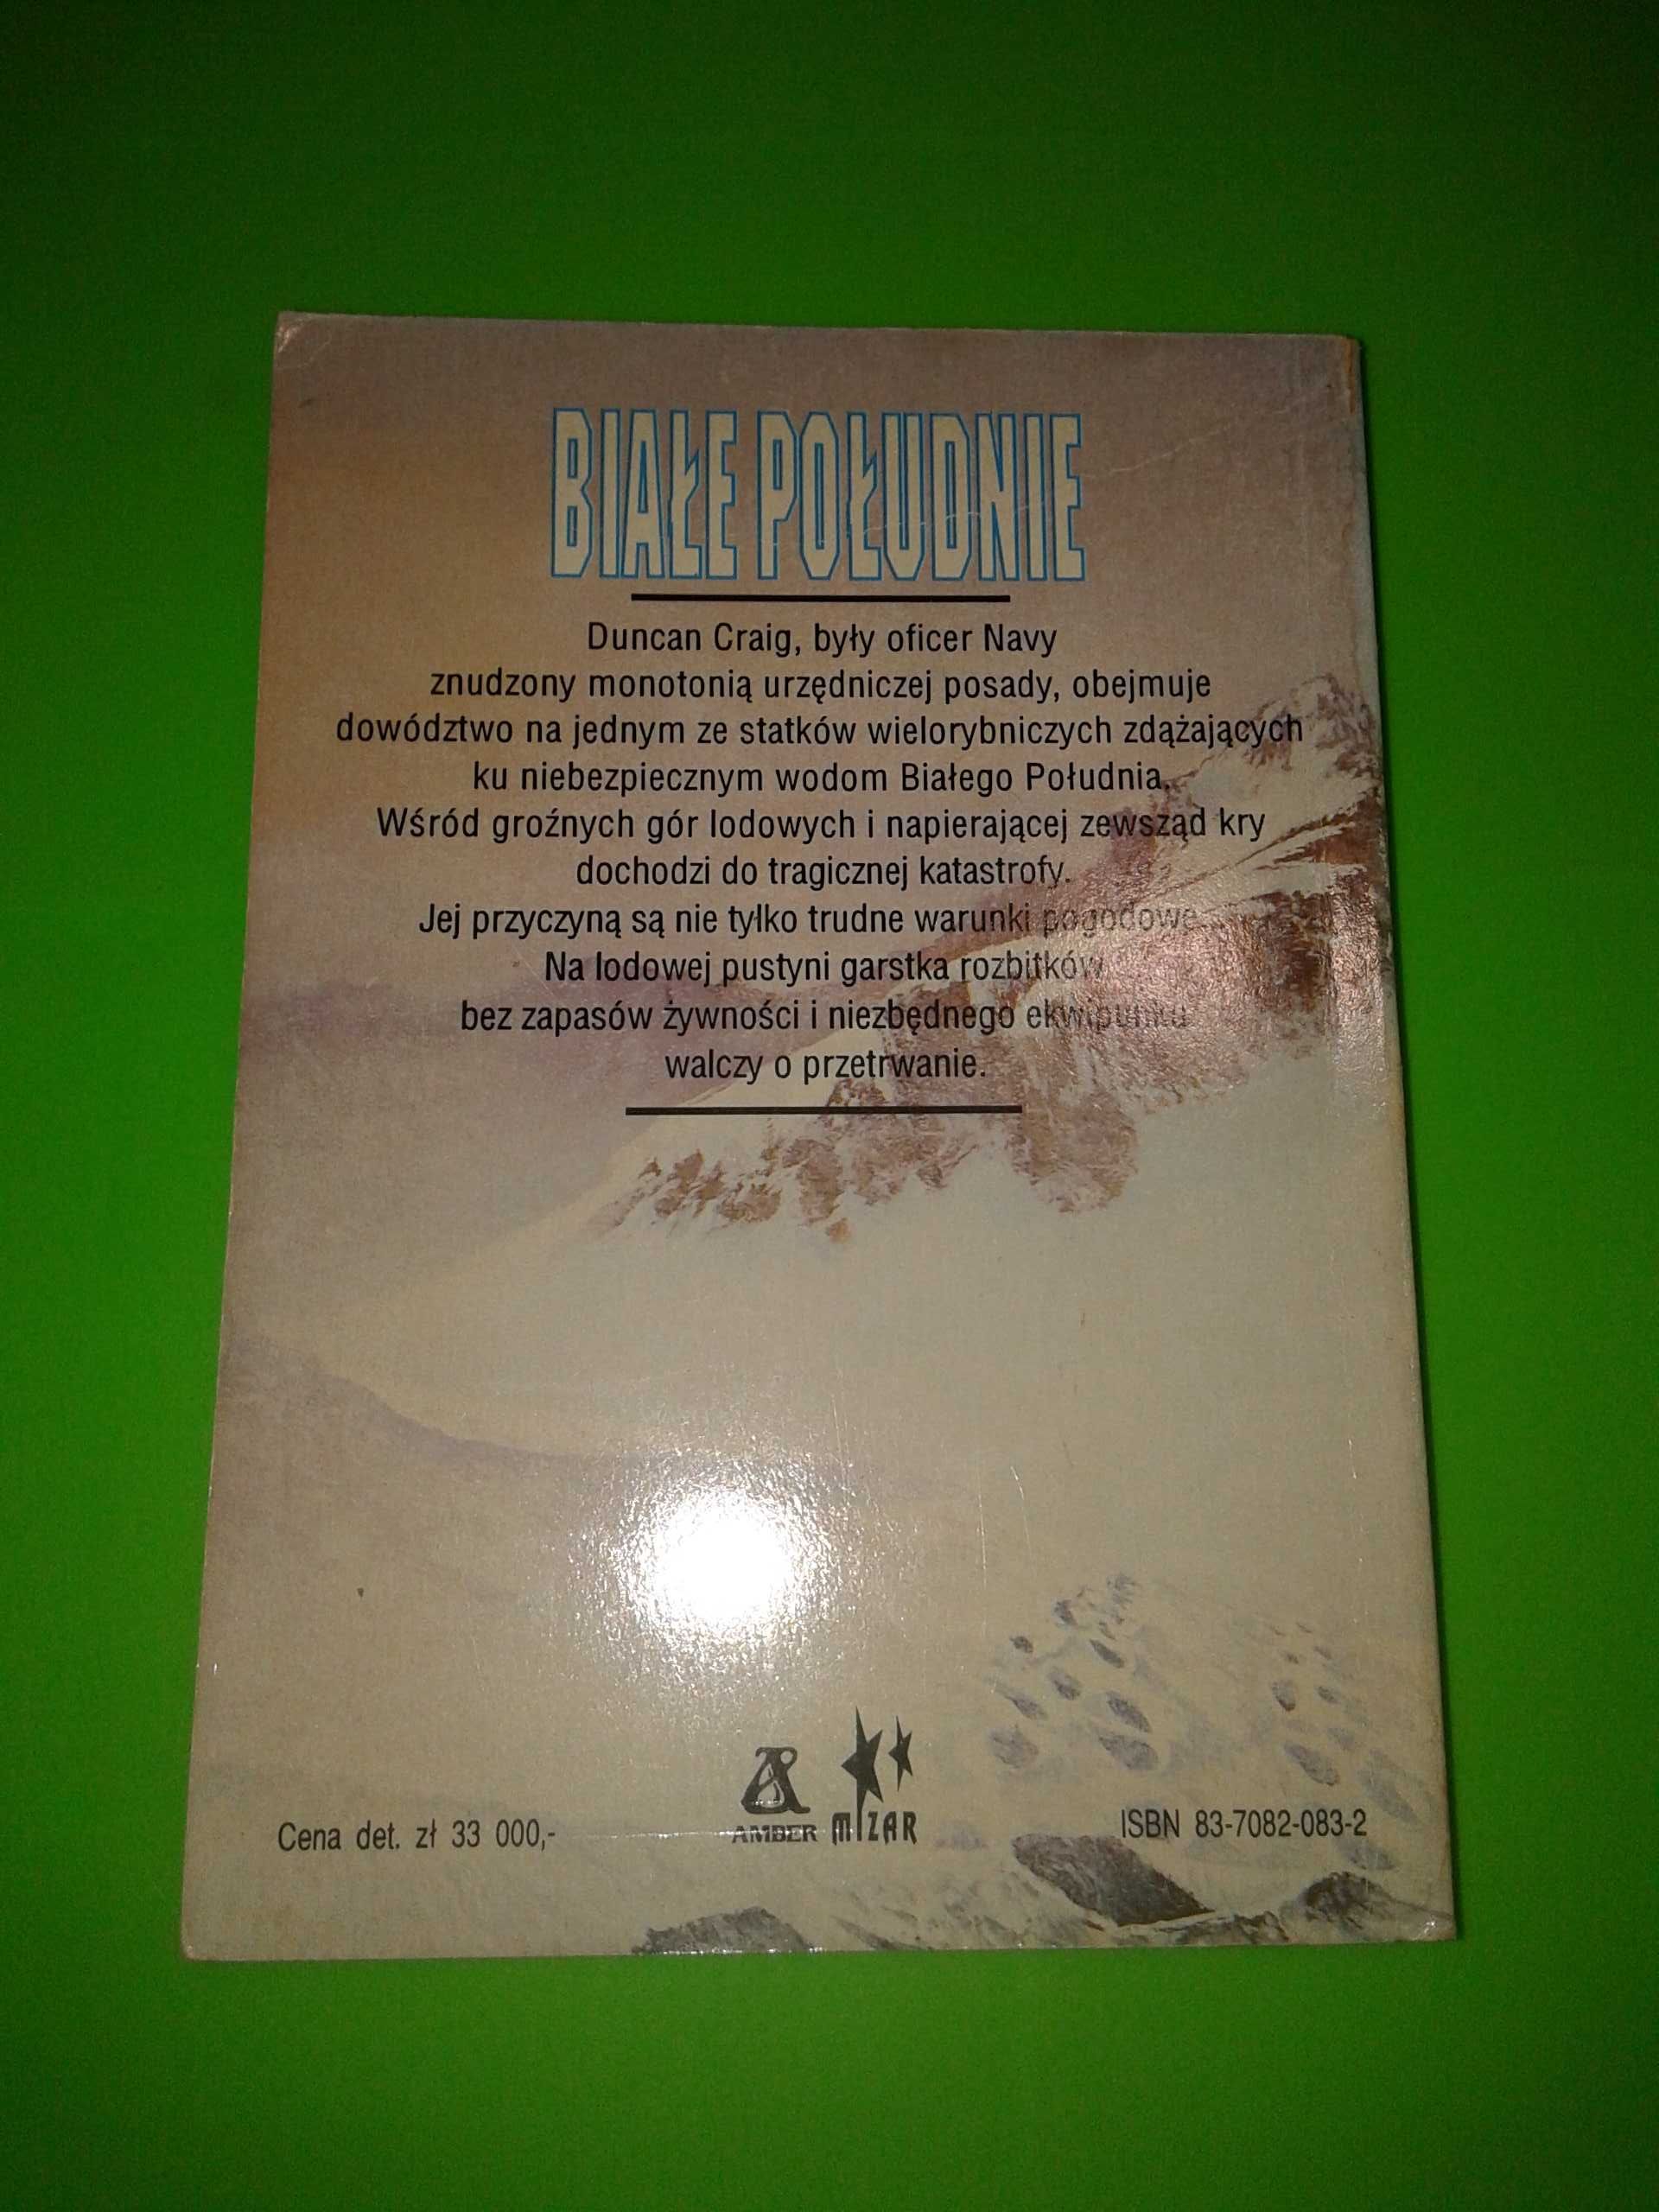 BIAŁE POŁUDNIE
Duncan Craig, były oficer Navy
znudzony monotonią urzędniczej posady, obejmuje
dowództwo na jednym ze statków wielorybniczych zdążających
ku niebezpiecznym wodom Białego Południa.
Wśród groźnych gór lodowych i napierającej zewsząd kry
dochodzi do tragicznej katastrofy.
Jej przyczyną są nie tylko trudne warunki pogodowe.
Na lodowej pustyni garstka rozbitków
bez zapasów żywności i niezbędnego ekwipunku
walczy o przetrwanie.
Cena det. zł 33 000,-
AMBER
MIZAR
ISBN 83-7082-083-2